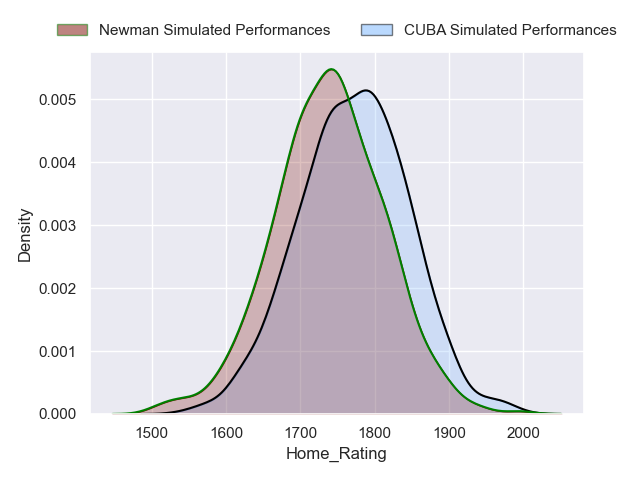 Newman Simulated Performances CUBA Simulated Performances
0.005
0.004
0.003
0.002
0.001
0.000
Density
1500 1600 1700 1800 1900 2000
Home_Rating